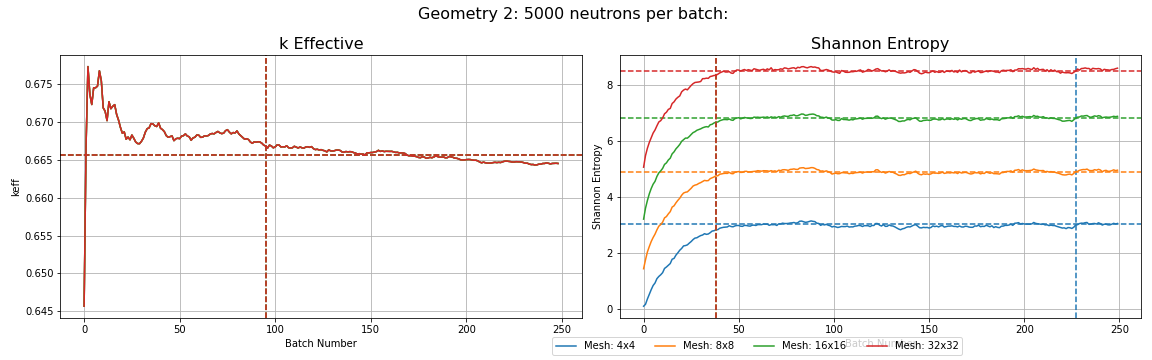 Geometry 2: 5000 neutrons per batch:
k Effective
0.675
0.670
0.665
0.660
0.655
0.650
0.645
keff
0
50
100
150
200
250
Batch Number
Shannon Entropy
8
6
4
2
0
Shannon Entropy
0
50
100
150
200
250
Batch Number
Mesh: 4x4
Mesh: 8x8
Mesh: 16x16
Mesh: 32x32